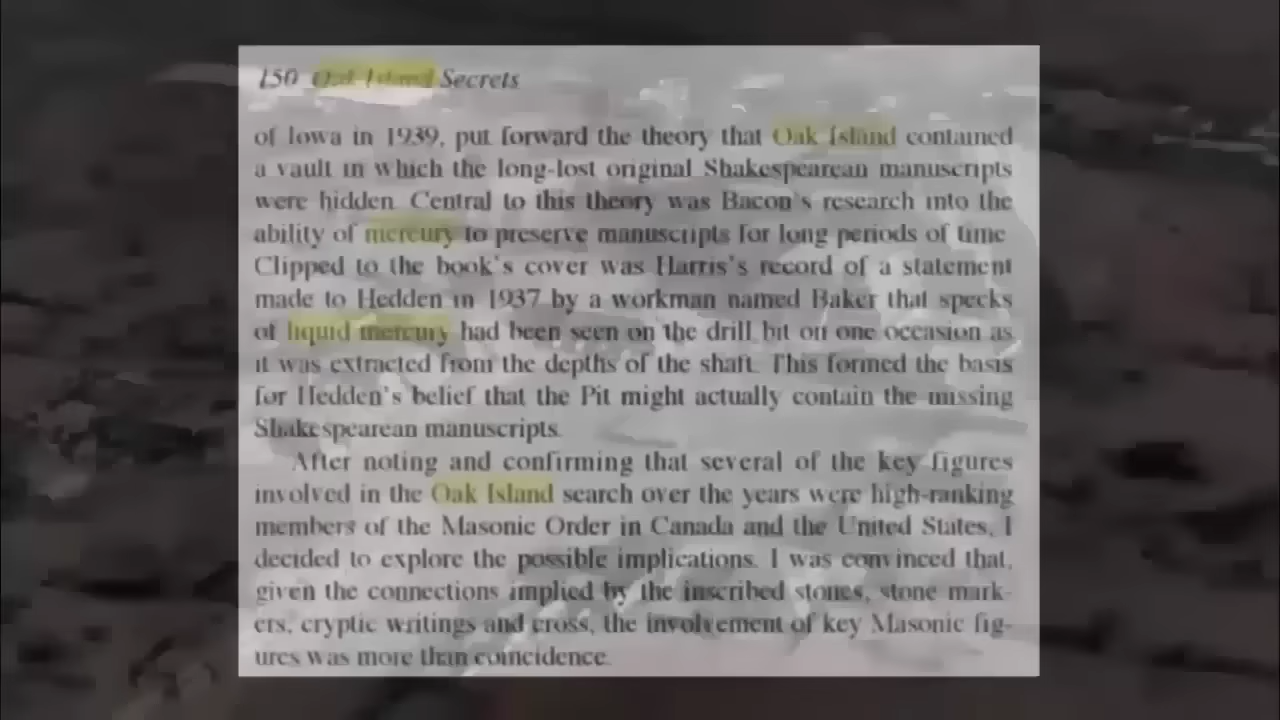 150 Oak Island Secrets
of Iowa in 1939, put forward the theory that Oak Island contained
a vault in which the long-lost original Shakespearean manuscripts
were hidden. Central to this theory was Bacon's research into the
ability of mercury to preserve manuscripts for long periods of time.
Clipped to the book's cover was Harris's record of a statement
made to Hedden in 1937 by a workman named Baker that specks
of liquid mercury had been seen on the drill bit on one occasion as
it was extracted from the depths of the shaft. This formed the basis
for Hedden's belief that the Pit might actually contain the missing
Shakespearean manuscripts.
After noting and confirming that several of the key figures
involved in the Oak Island search over the years were high-ranking
members of the Masonic Order in Canada and the United States, I
decided to explore the possible implications. I was convinced that,
given the connections implied by the inscribed stones, stone mark-
ers, cryptic writings and cross, the involvement of key Masonic fig-
ures was more than coincidence.